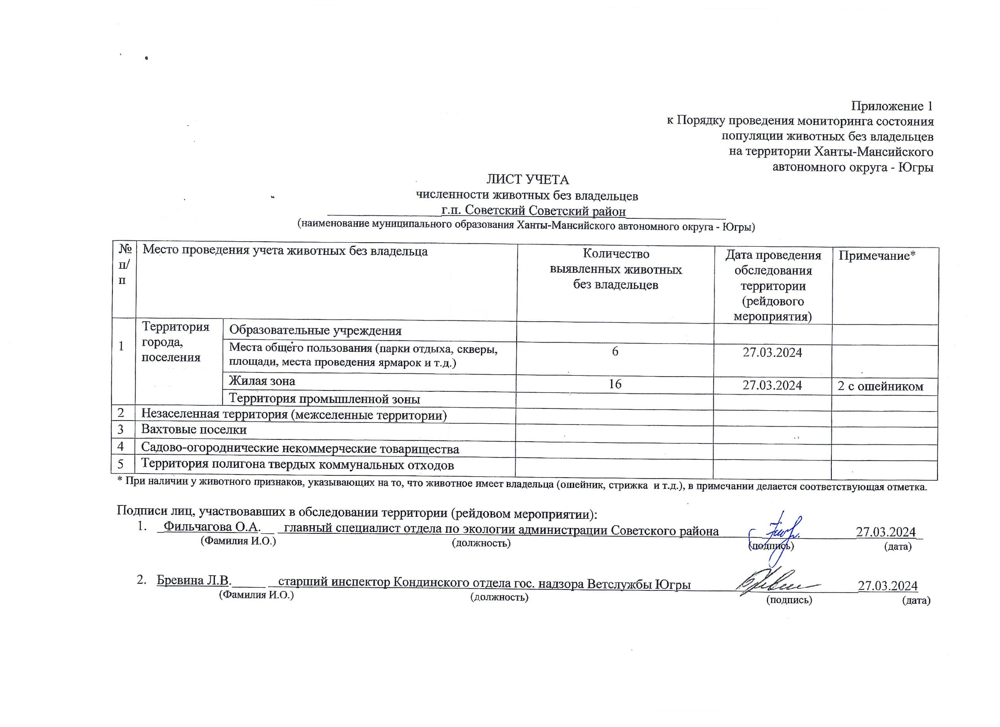 Приложение 1
к Порядку проведения мониторинга состояния
популяции животных без владельцев
на территории Ханты-Мансийского
автономного округа - Югры
ЛИСТ УЧЕТА
численности животных без владельцев
г.п. Советский Советский район
(наименование муниципального образования Ханты-Мансийского автономного округа - Югры)
№ п/п
Место проведения учета животных без владельца
Количество
выявленных животных
без владельцев
Дата проведения
обследования
территории
(рейдового
мероприятия)
Примечание*
1
Территория
города,
поселения
Образовательные учреждения
Места общего пользования (парки отдыха, скверы,
площади, места проведения ярмарок и т.д.)
6
27.03.2024
Жилая зона
16
27.03.2024
2 с ошейником
Территория промышленной зоны
2 Незаселенная территория (межселенные территории)
3 Вахтовые поселки
4 Садово-огороднические некоммерческие товарищества
5 Территория полигона твердых коммунальных отходов
* При наличии у животного признаков, указывающих на то, что животное имеет владельца (ошейник, стрижка и т.д.), в примечании делается соответствующая отметка.
Подписи лиц, участвовавших в обследовании территории (рейдовом мероприятии):
1. Фильчагова О.А. главный специалист отдела по экологии администрации Советского района 27.03.2024
(Фамилия И.О.) (должность) (подпись) (дата)
2. Бревина Л.В. старший инспектор Кондинского отдела гос. надзора Ветслужбы Югры 27.03.2024
(Фамилия И.О.) (должность) (подпись) (дата)